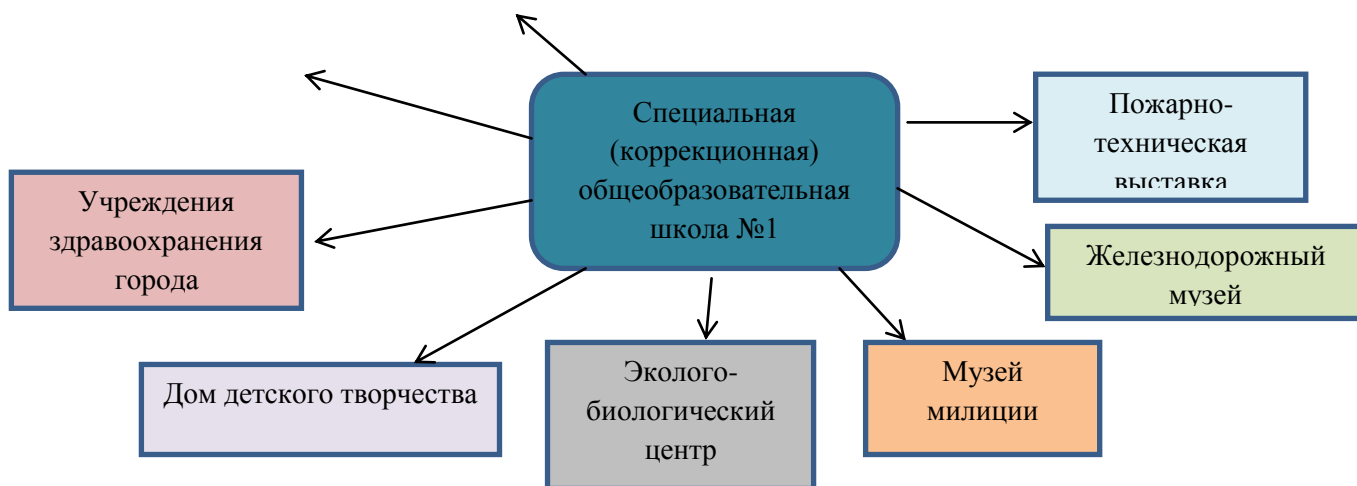 Специальная
(коррекционная)
общеобразовательная
школа №1
Пожарно-
техническая
выставка
Учреждения
здравоохранения
города
Железнодорожный
музей
Дом детского творчества
Эколого-
биологический
центр
Музей
милиции